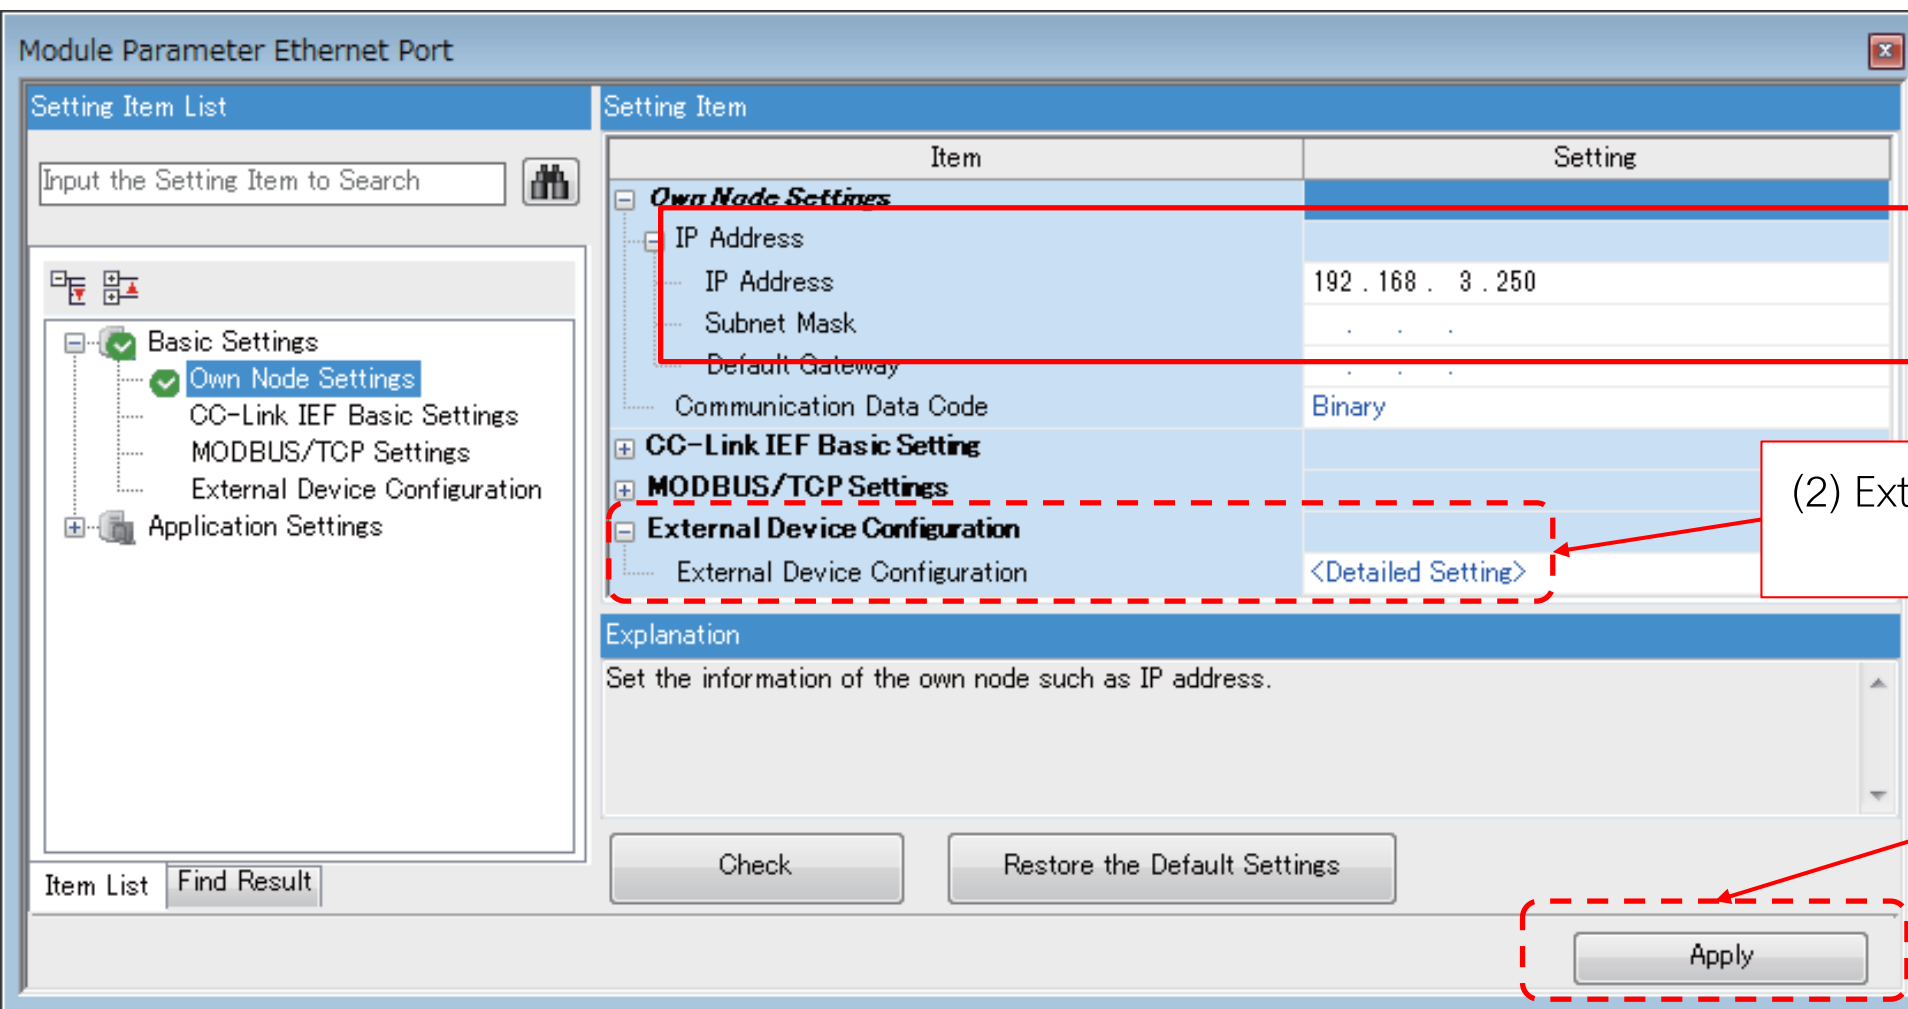 Module Parameter Ethernet Port
Setting Item List
Input the Setting Item to Search
Basic Settings
Own Node Settings
CC-Link IEF Basic Settings
MODBUS/TCP Settings
External Device Configuration
Application Settings
Item List
Find Result
Setting Item
Item Setting
Own Node Settings
IP Address
IP Address 192 . 168 . 3 . 250
Subnet Mask . . .
Default Gateway . . .
Communication Data Code Binary
CC-Link IEF Basic Setting
MODBUS/TCP Settings
External Device Configuration
External Device Configuration <Detailed Setting>
(2) Ext
Explanation
Set the information of the own node such as IP address.
Check
Restore the Default Settings
Apply